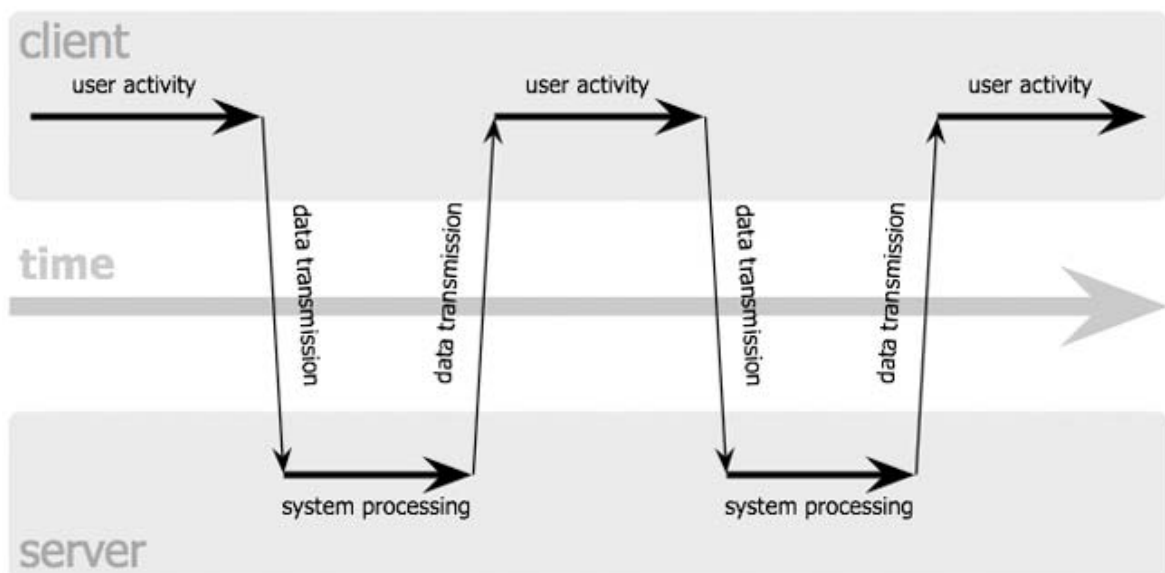 client
user activity
user activity
user activity
data transmission
data transmission
data transmission
data transmission
time
system processing
system processing
server